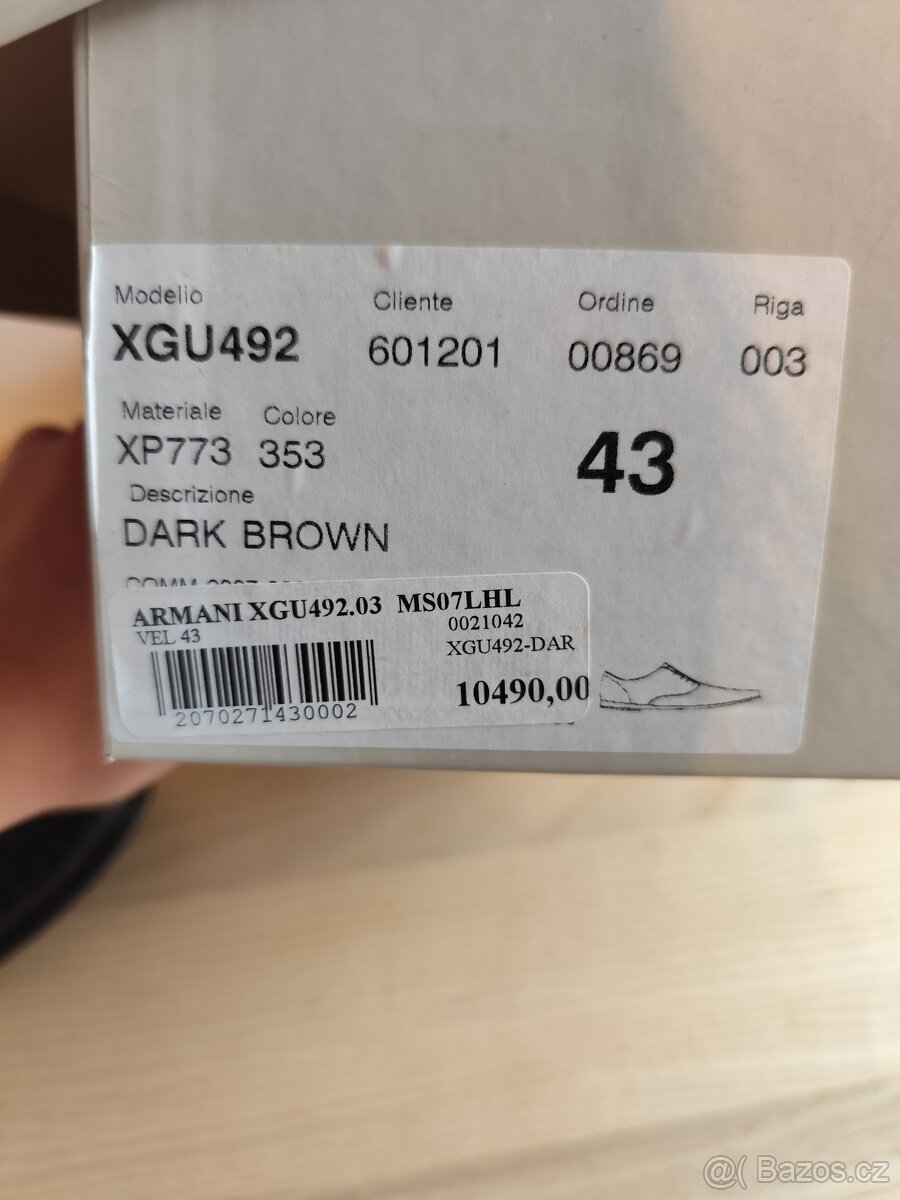 Modello Cliente Ordine Riga
XGU492 601201 00869 003
Materiale Colore
XP773 353 43
Descrizione
DARK BROWN
ARMANI XGU492.03 MS07LHL
VEL 43 0021042
XGU492-DAR
10490,00
2070271430002
@( Bazos.cz